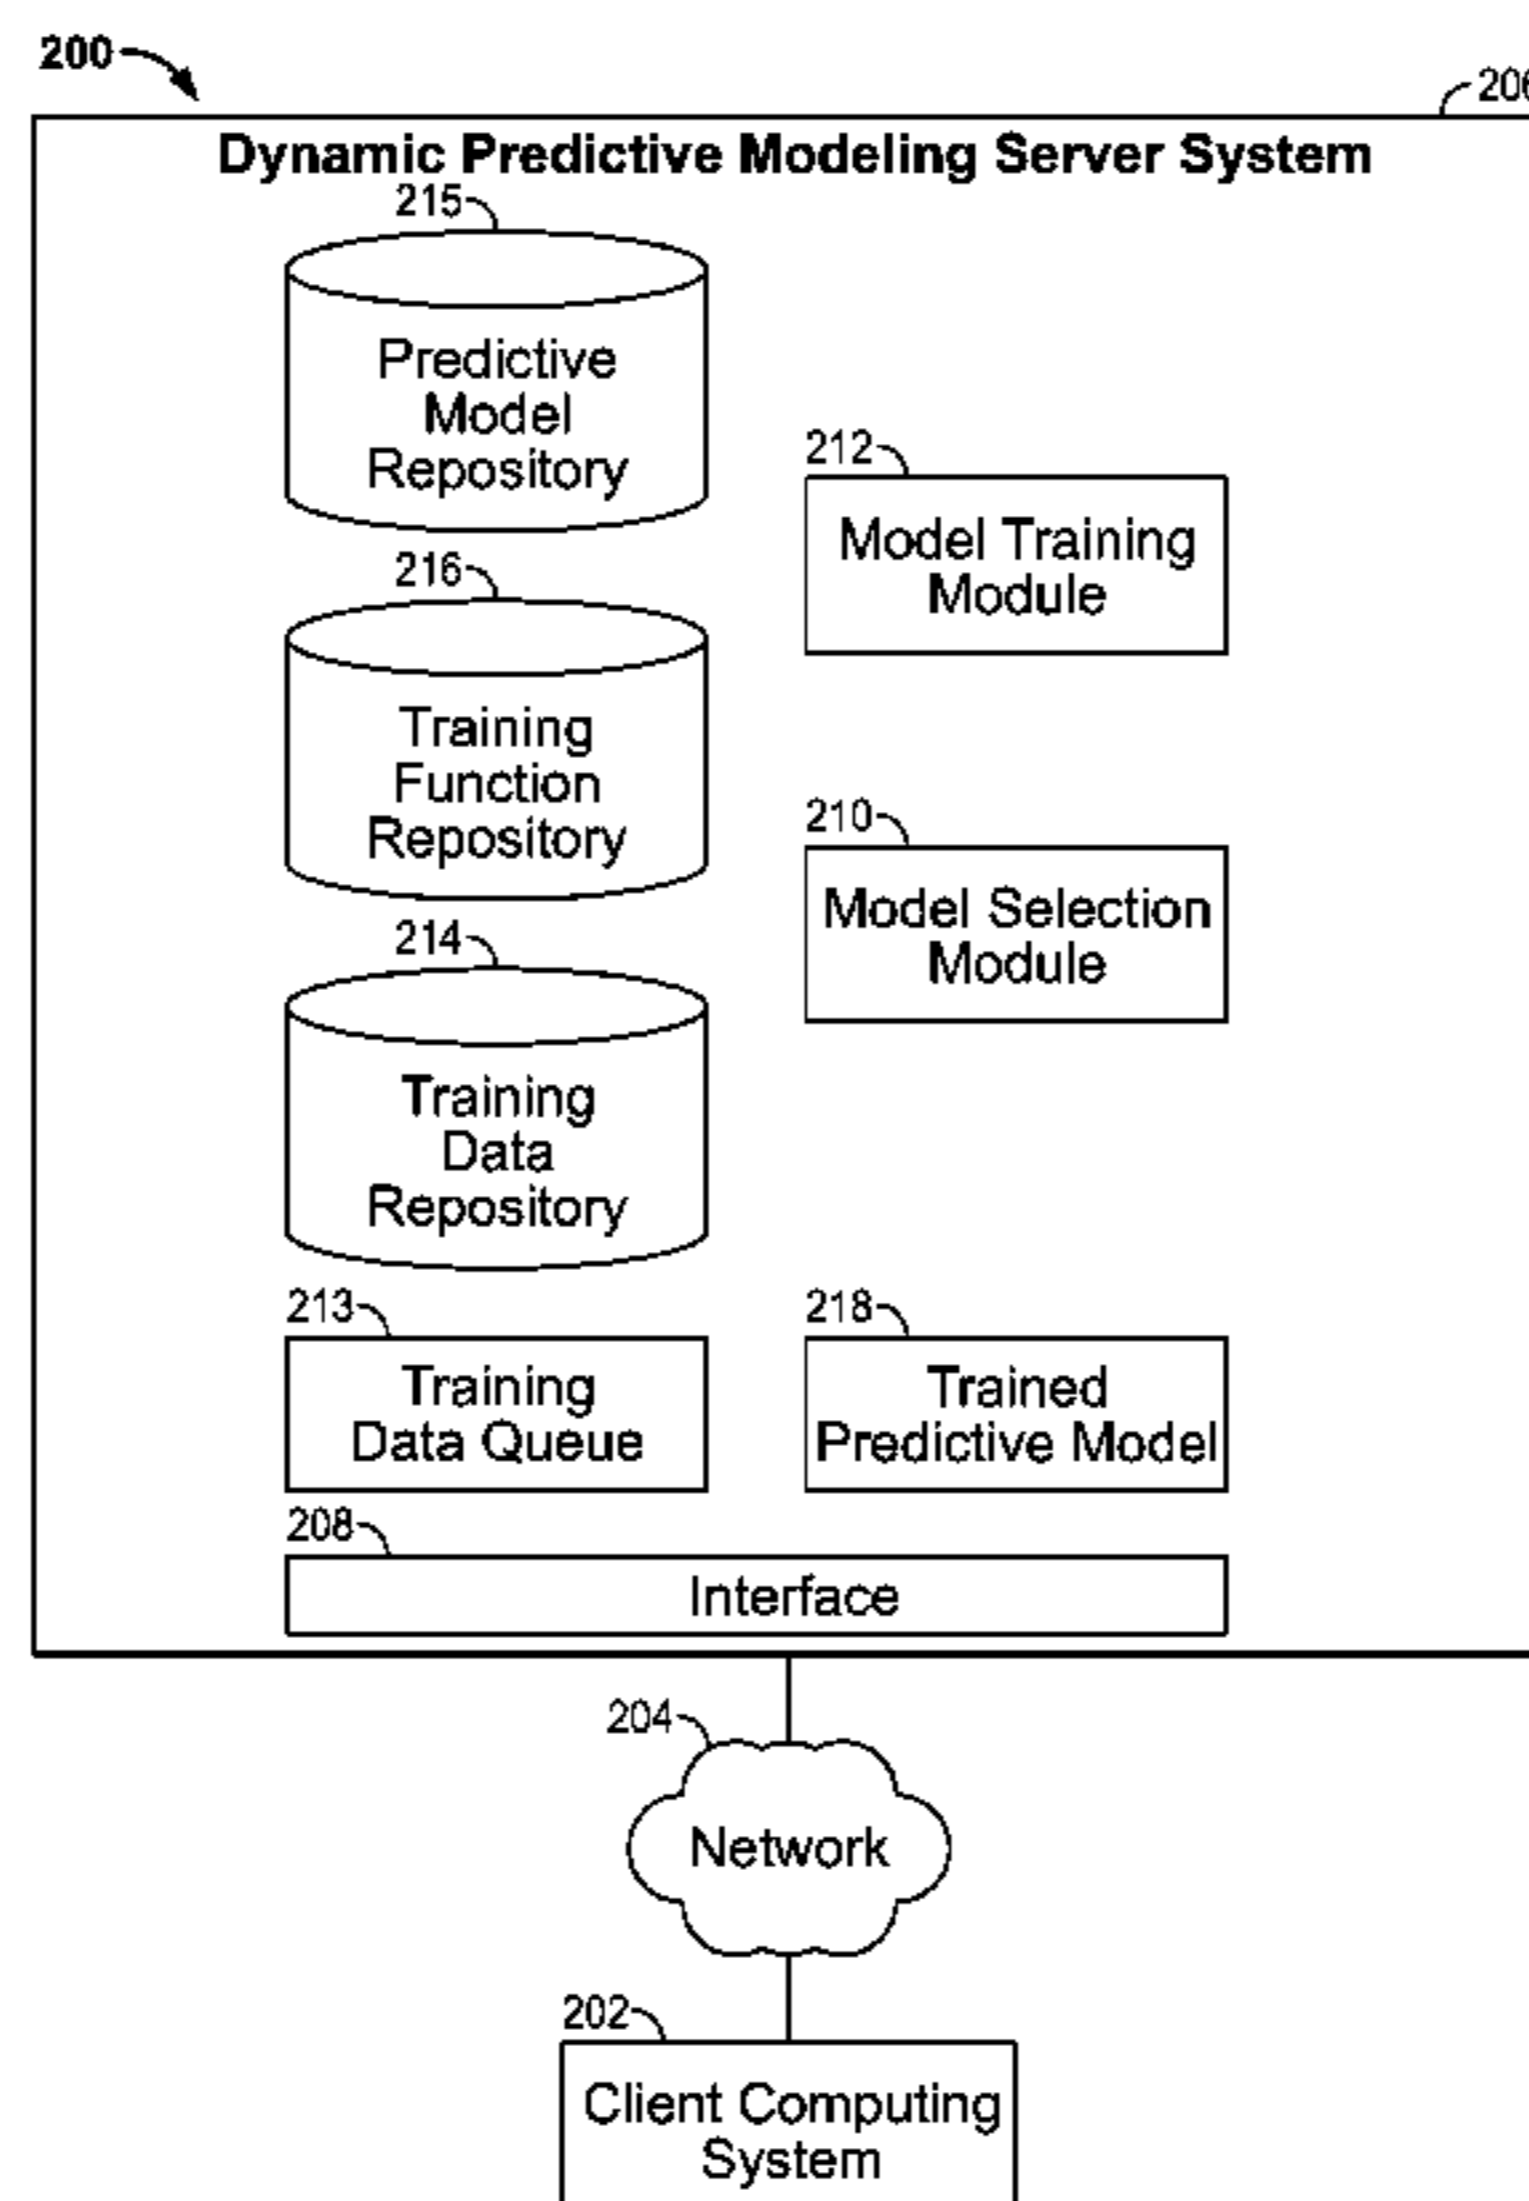 200
206
Dynamic Predictive Modeling Server System
215
Predictive
Model
Repository
212
Model Training
Module
216
Training
Function
Repository
210
Model Selection
Module
214
Training
Data
Repository
213
Training
Data Queue
218
Trained
Predictive Model
208
Interface
204
Network
202
Client Computing
System